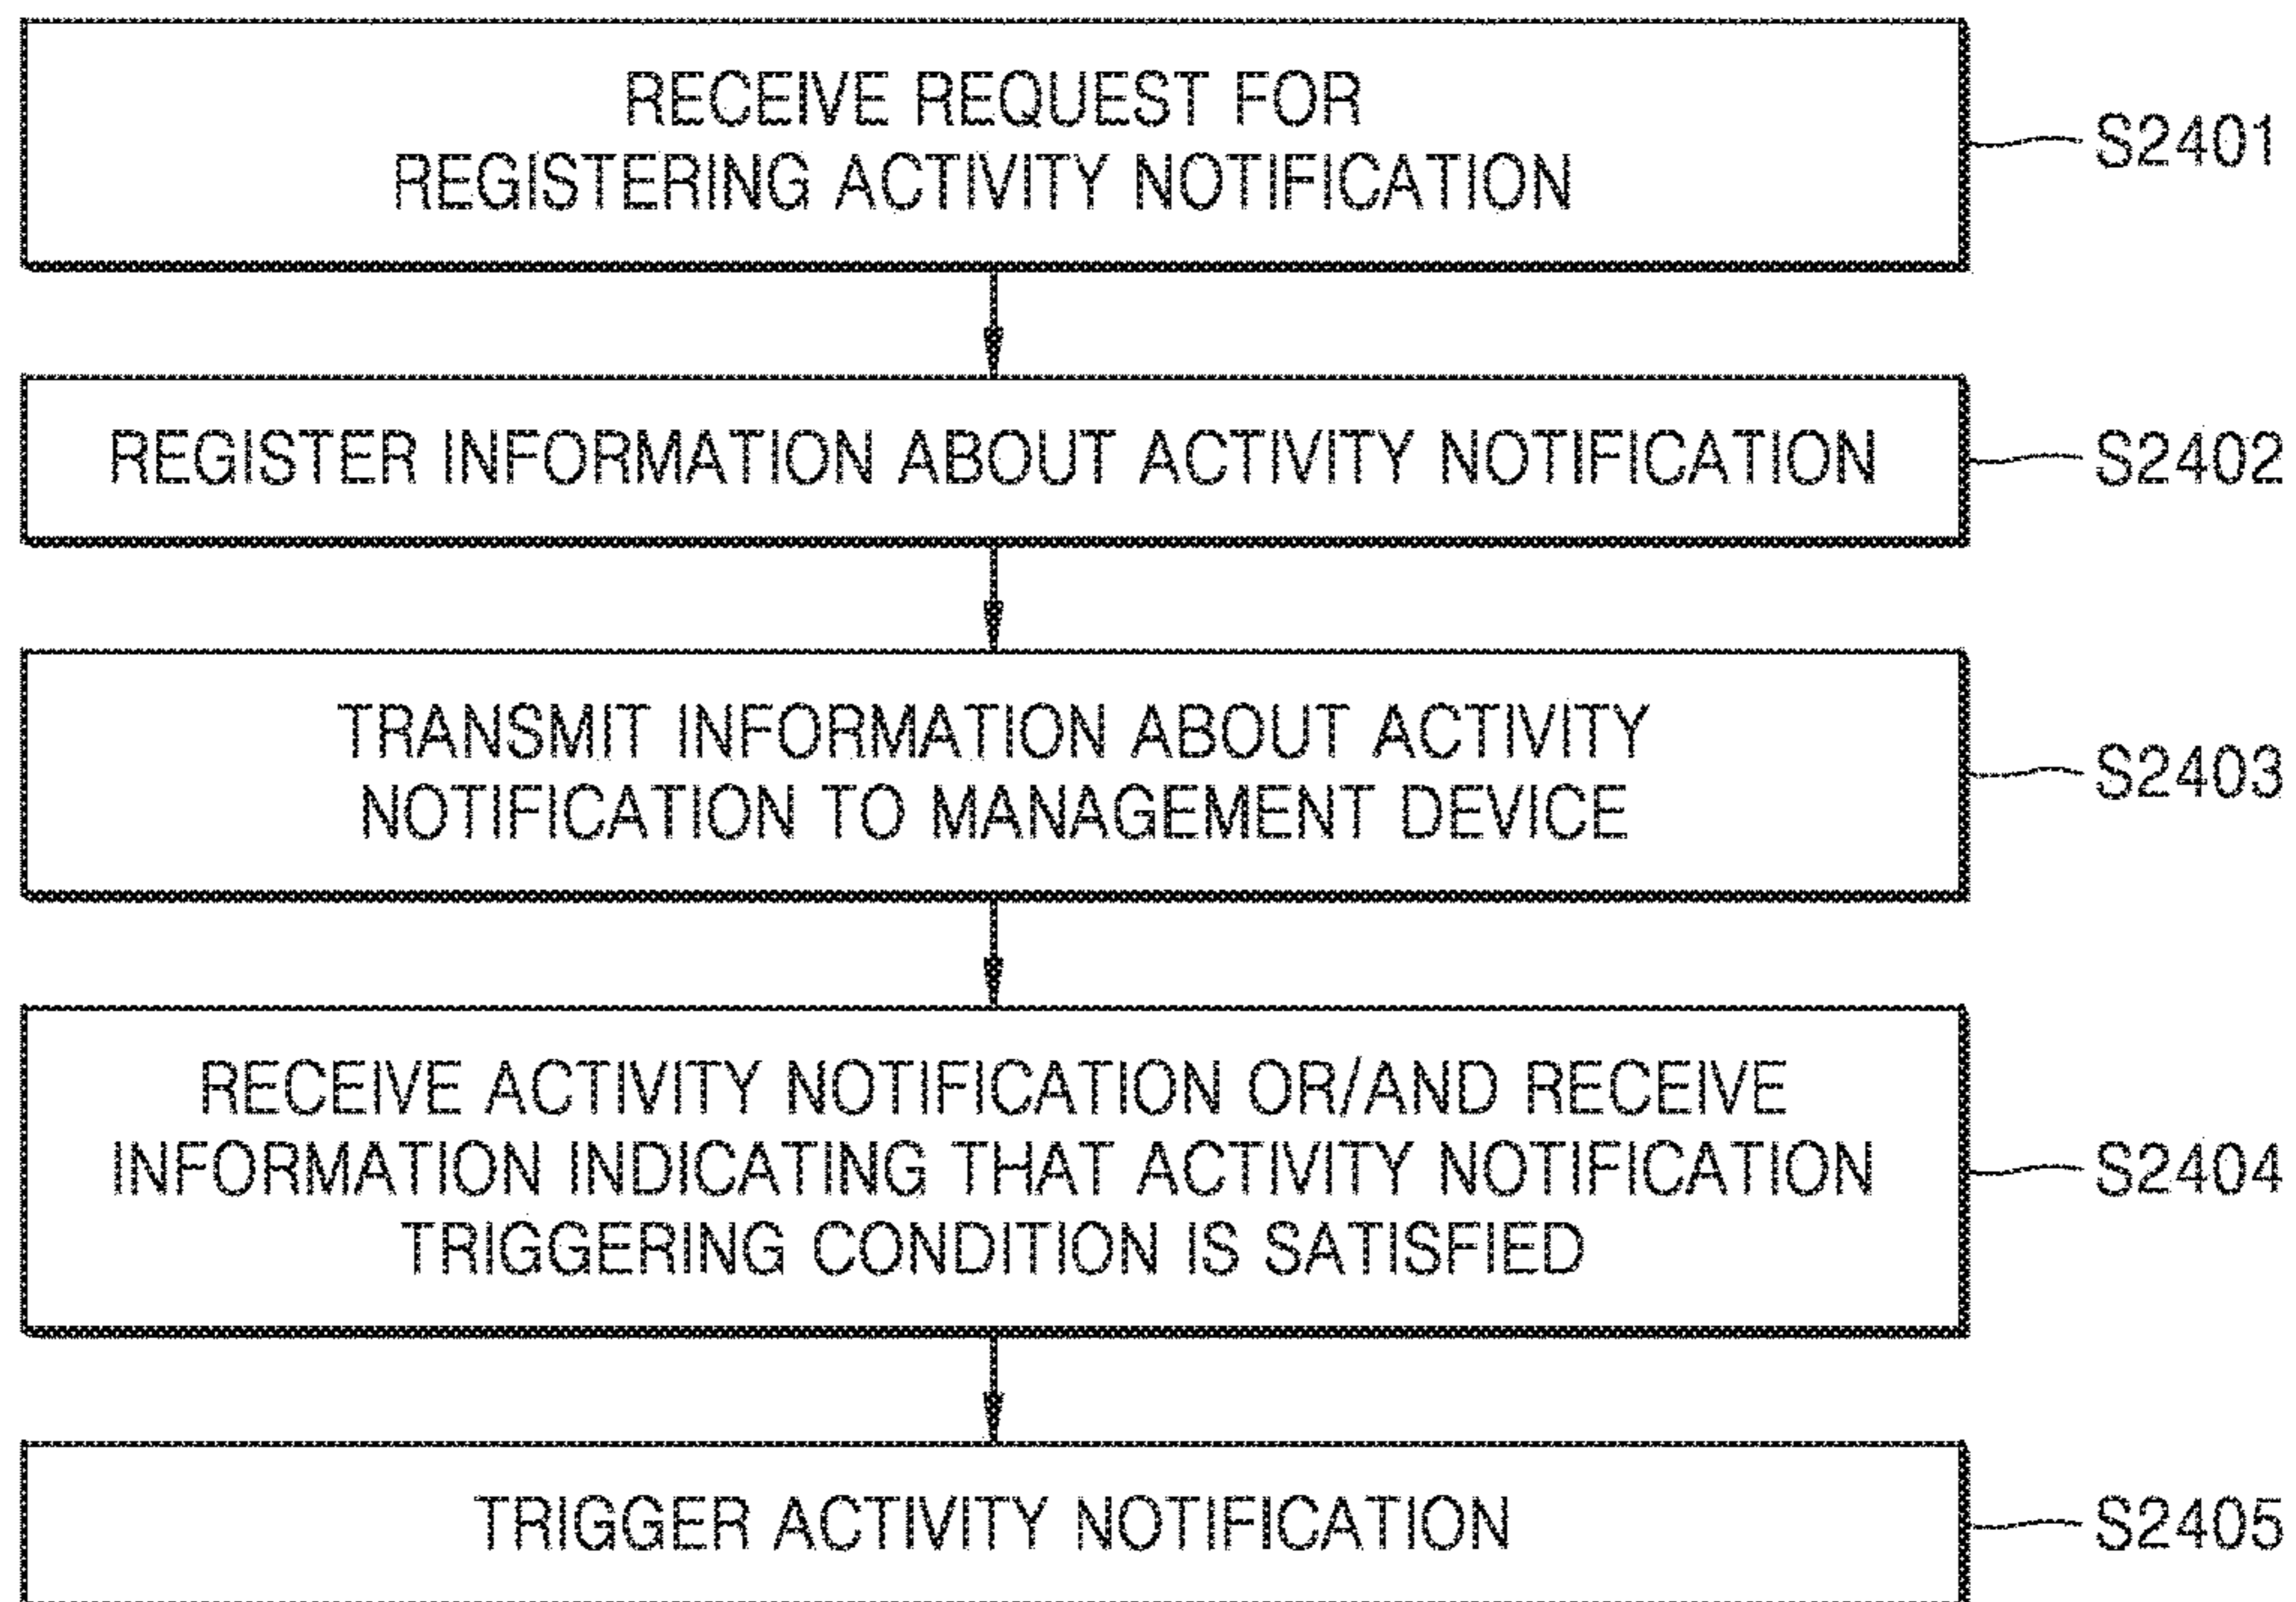 RECEIVE REQUEST FOR
REGISTERING ACTIVITY NOTIFICATION
S2401
REGISTER INFORMATION ABOUT ACTIVITY NOTIFICATION
S2402
TRANSMIT INFORMATION ABOUT ACTIVITY
NOTIFICATION TO MANAGEMENT DEVICE
S2403
RECEIVE ACTIVITY NOTIFICATION OR/AND RECEIVE
INFORMATION INDICATING THAT ACTIVITY NOTIFICATION
TRIGGERING CONDITION IS SATISFIED
S2404
TRIGGER ACTIVITY NOTIFICATION
S2405